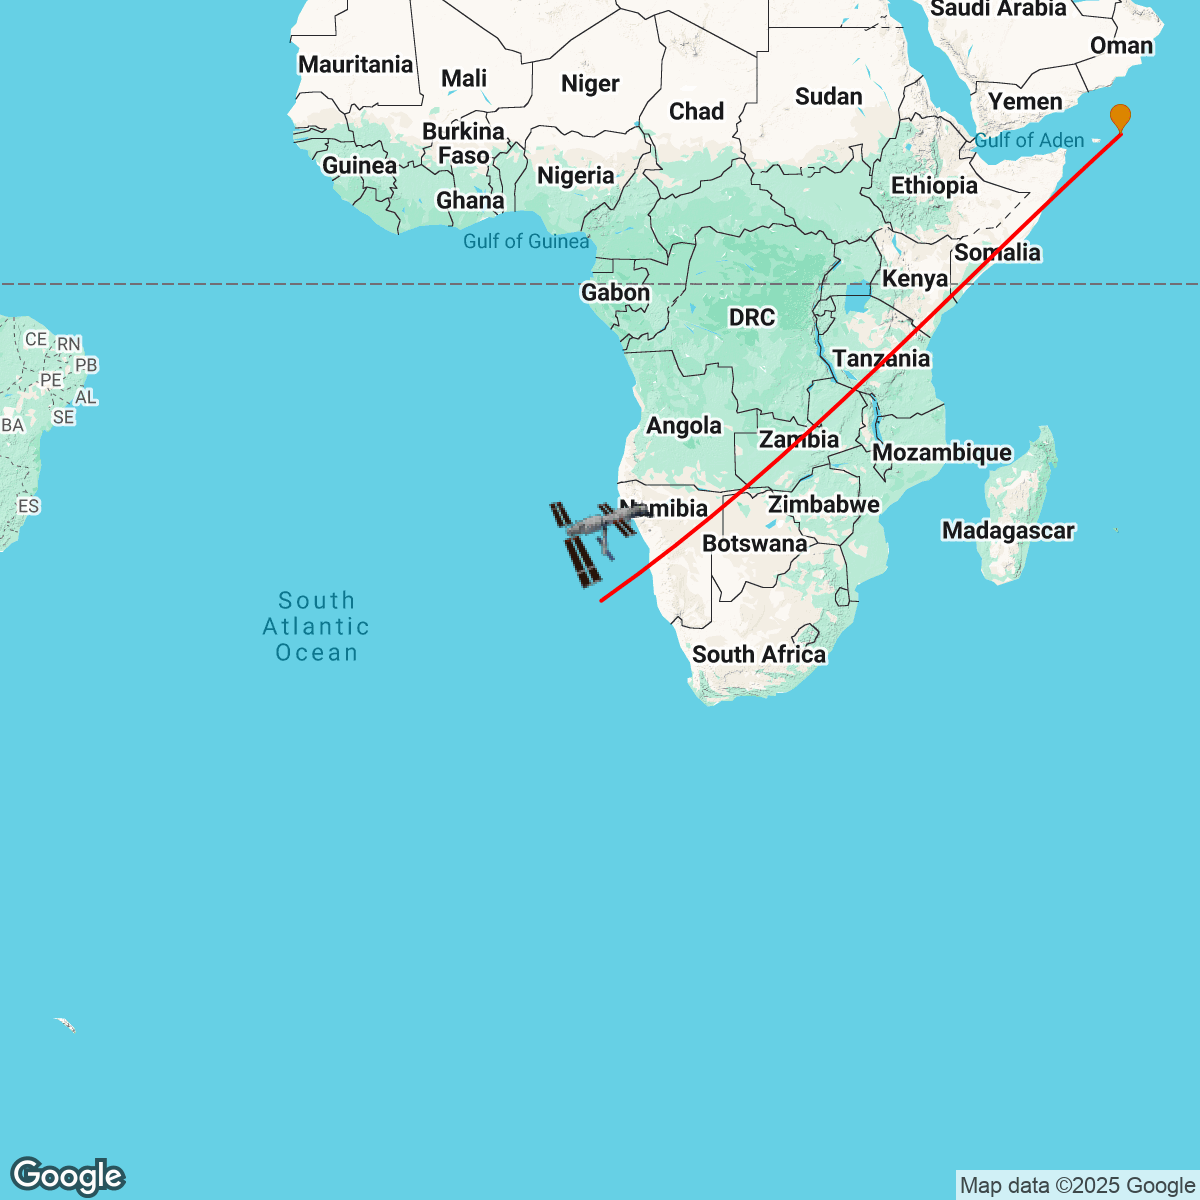 Saudi Arabia
Oman
Mauritania
Mali
Niger
Chad
Sudan
Yemen
Burkina
Faso
Gulf of Aden
Guinea
Nigeria
Ethiopia
Ghana
Gulf of Guinea
Somalia
Kenya
Gabon
DRC
CE
RN
Tanzania
PB
PE
AL
SE
BA
Angola
Zambia
Mozambique
ES
Namibia
Zimbabwe
Botswana
Madagascar
South
Atlantic
Ocean
South Africa
Google
Map data ©2025 Google